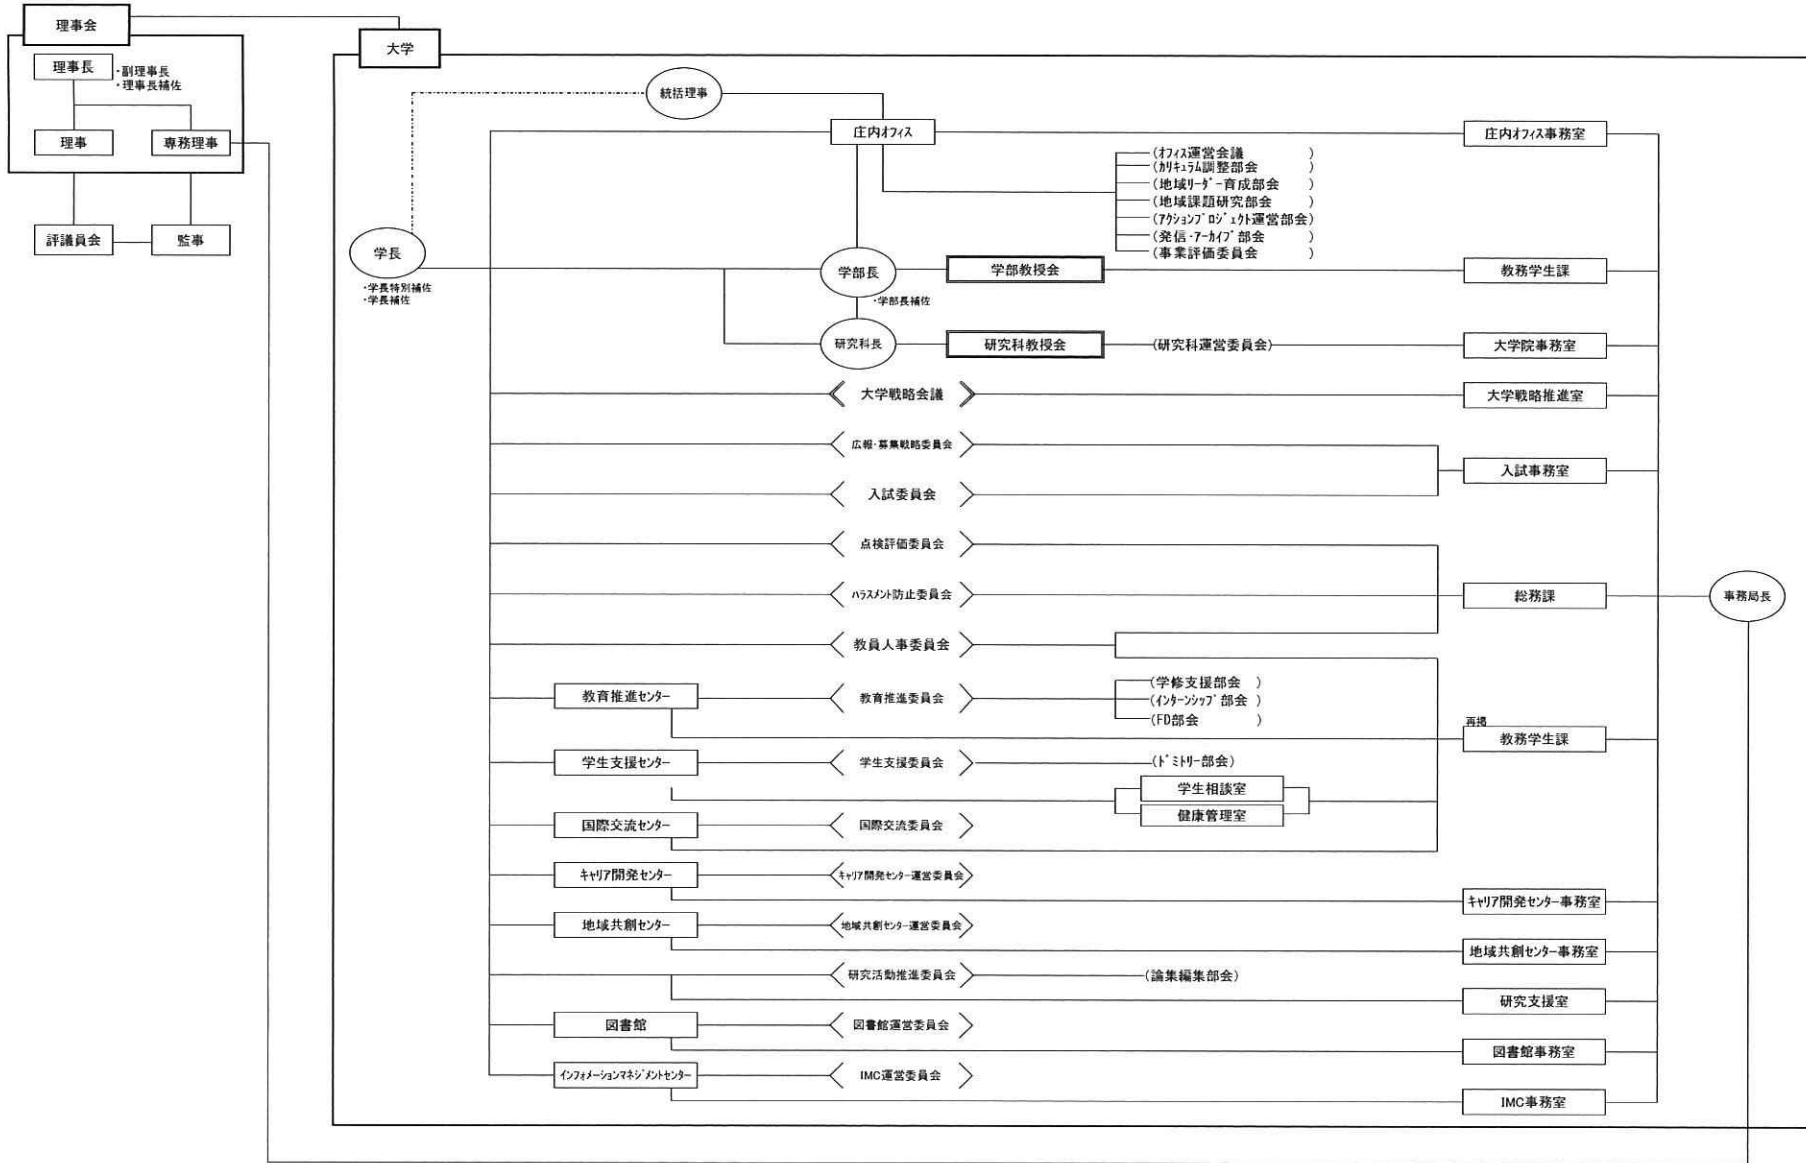 理事会
大学
理事長
・副理事長
・理事長補佐
理事
専務理事
評議員会
監事
統括理事
庄内オフィス
庄内オフィス事務室
(オフィス運営会議 )
(カリキュラム調整部会 )
(地域リーダー育成部会 )
(地域課題研究部会 )
(アクションプロジェクト運営部会)
(発信・アーカイブ部会 )
(事業評価委員会 )
学長
・学長特別補佐
・学長補佐
学部長
・学部長補佐
学部教授会
教務学生課
研究科長
研究科教授会
(研究科運営委員会)
大学院事務室
大学戦略会議
大学戦略推進室
広報・募集戦略委員会
入試事務室
入試委員会
点検評価委員会
ハラスメント防止委員会
総務課
事務局長
教員人事委員会
教育推進センター
教育推進委員会
(学修支援部会 )
(インターンシップ部会 )
(FD部会 )
再掲
教務学生課
学生支援センター
学生支援委員会
(ドミトリー部会)
学生相談室
健康管理室
国際交流センター
国際交流委員会
キャリア開発センター
キャリア開発センター運営委員会
キャリア開発センター事務室
地域共創センター
地域共創センター運営委員会
地域共創センター事務室
研究活動推進委員会
(論集編集部会)
研究支援室
図書館
図書館運営委員会
図書館事務室
インフォメーションマネジメントセンター
IMC運営委員会
IMC事務室